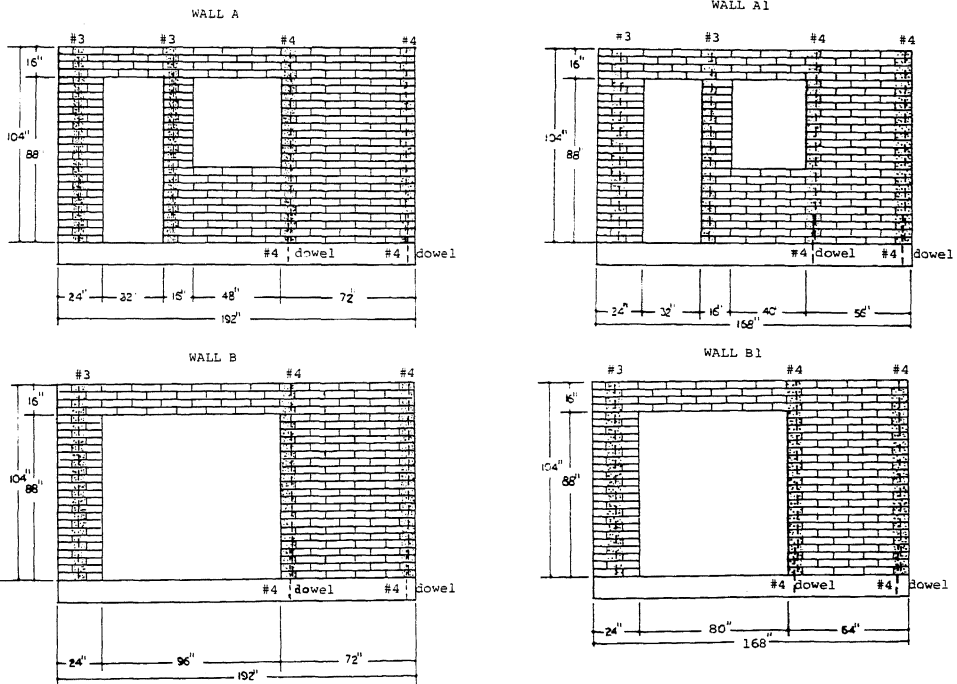 WALL A
#3 #3 #4 #4
16"
104"
88"
#4 dowel #4 dowel
24" 32' 16" 48" 72"
192"
WALL A1
#3 #3 #4 #4
16"
104"
88'
#4 dowel #4 dowel
24" 32" 16" 40' 56"
168"
WALL B
#3 #4 #4
16"
104"
88"
#4 dowel #4 dowel
24" 96" 72"
192"
WALL B1
#3 #4 #4
16"
104"
88"
#4 dowel #4 dowel
24" 80" 64"
168"